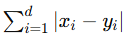 ∑_{i=1}^{d} |x_i − y_i|